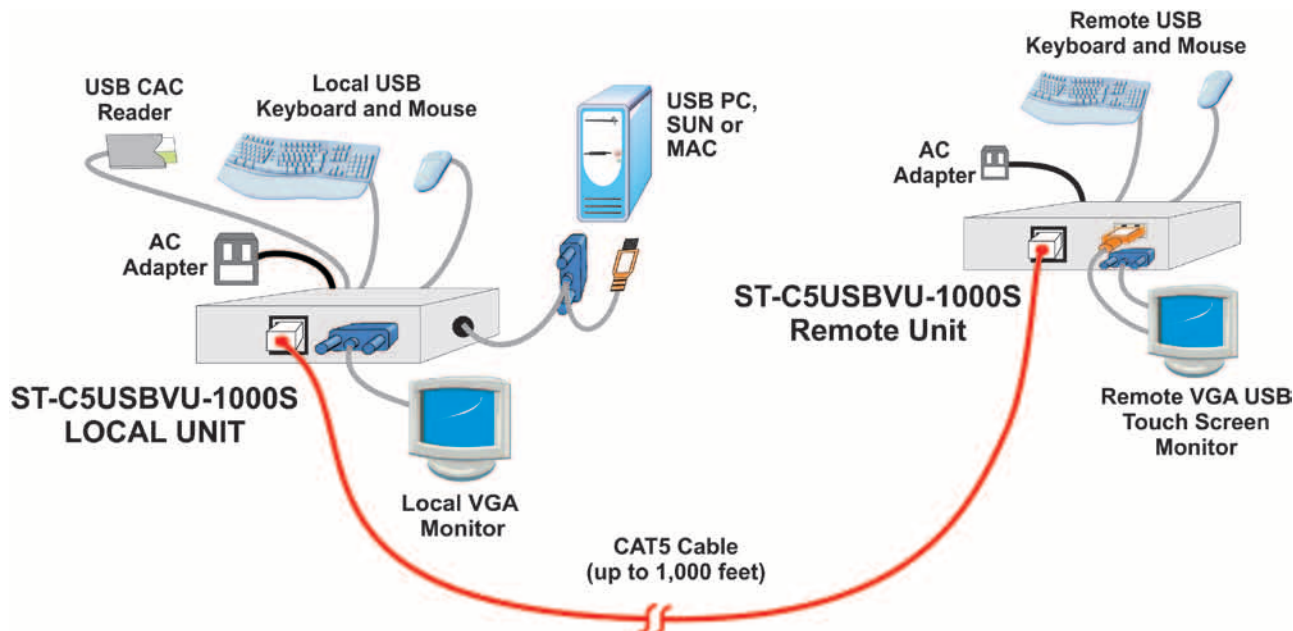 USB CAC
Reader
Local USB
Keyboard and Mouse
USB PC,
SUN or
MAC
AC
Adapter
ST-C5USBVU-1000S
LOCAL UNIT
Local VGA
Monitor
CAT5 Cable
(up to 1,000 feet)
Remote USB
Keyboard and Mouse
AC
Adapter
ST-C5USBVU-1000S
Remote Unit
Remote VGA USB
Touch Screen
Monitor